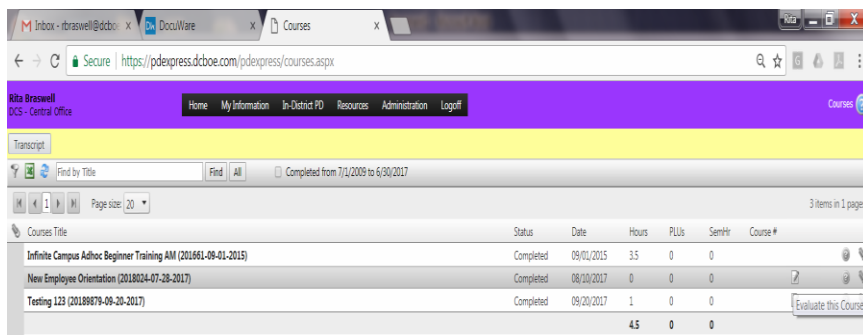 Inbox - rbraswell@dcboe
DocuWare
Courses
Rita
Secure | https://pdexpress.dcboe.com/pdexpress/courses.aspx
Rita Braswell
DCS - Central Office
Home My Information In-District PD Resources Administration Logoff
Courses
Transcript
Find by Title Find All Completed from 7/1/2009 to 6/30/2017
1 Page size: 20 3 items in 1 page
Courses Title Status Date Hours PLUs SemHr Course #
Infinite Campus Adhoc Beginner Training AM (201661-09-01-2015) Completed 09/01/2015 3.5 0 0
New Employee Orientation (2018024-07-28-2017) Completed 08/10/2017 0 0 0
Testing 123 (20189879-09-20-2017) Completed 09/20/2017 1 0 0
Evaluate this Course
4.5 0 0